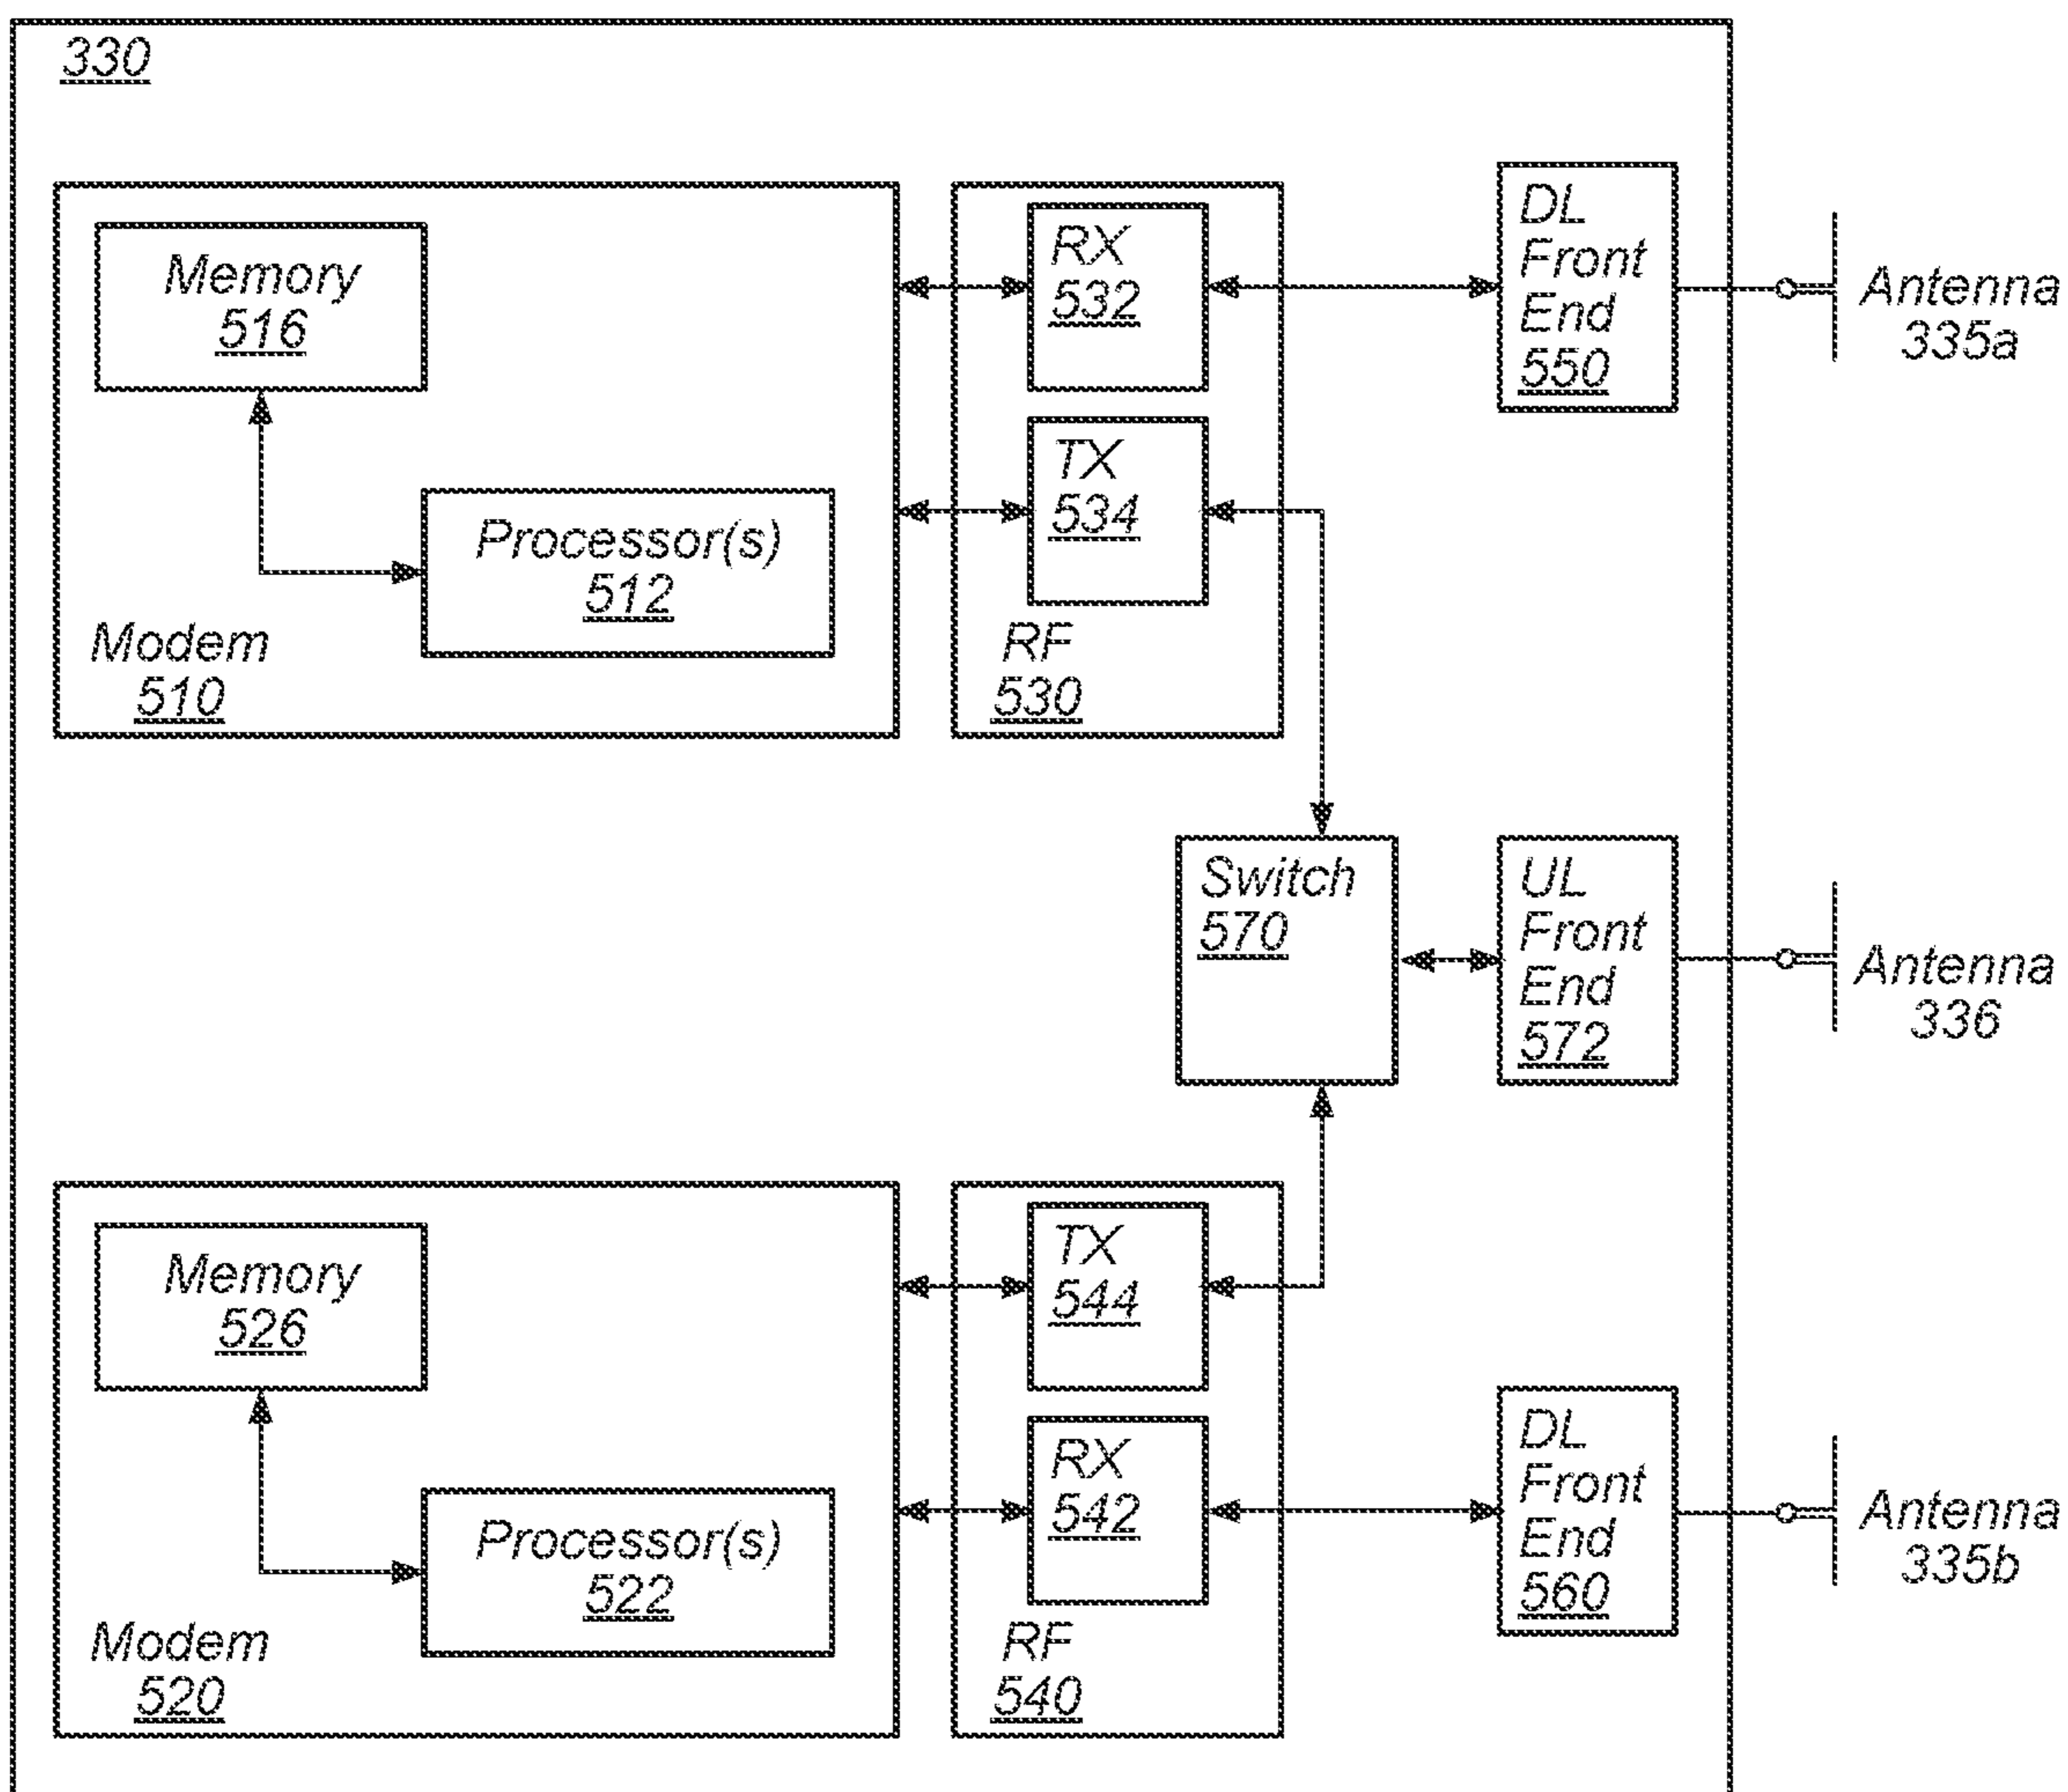 330
Memory
516
Processor(s)
512
Modem
510
RX
532
TX
534
RF
530
DL
Front
End
550
Antenna
335a
Switch
570
UL
Front
End
572
Antenna
336
Memory
526
Processor(s)
522
Modem
520
TX
544
RX
542
RF
540
DL
Front
End
560
Antenna
335b